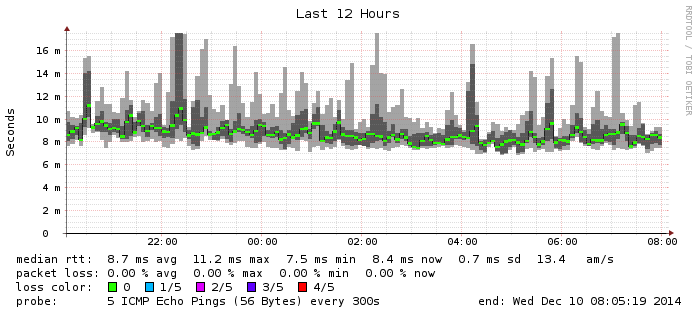 Last 12 Hours
RRDTOOL / TOBI OETIKER
Seconds
16 m
14 m
12 m
10 m
8 m
6 m
4 m
2 m
0
22:00 00:00 02:00 04:00 06:00 08:00
median rtt: 8.7 ms avg 11.2 ms max 7.5 ms min 8.4 ms now 0.7 ms sd 13.4 am/s
packet loss: 0.00 % avg 0.00 % max 0.00 % min 0.00 % now
loss color: 0 1/5 2/5 3/5 4/5
probe: 5 ICMP Echo Pings (56 Bytes) every 300s end: Wed Dec 10 08:05:19 2014